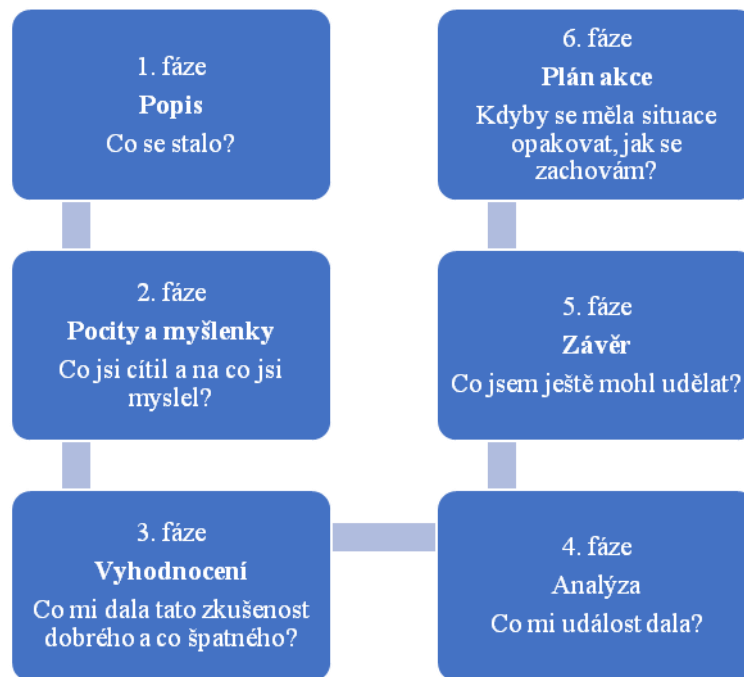 1. fáze
Popis
Co se stalo?
2. fáze
Pocity a myšlenky
Co jsi cítil a na co jsi
myslel?
3. fáze
Vyhodnocení
Co mi dala tato zkušenost
dobrého a co špatného?
4. fáze
Analýza
Co mi událost dala?
5. fáze
Závěr
Co jsem ještě mohl udělat?
6. fáze
Plán akce
Kdyby se měla situace
opakovat, jak se
zachovám?